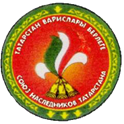 ТАТАРСТАН ВАРИСЛАРЫ БЕРЛЕГЕ
СОЮЗ НАСЛЕДНИКОВ ТАТАРСТАНА